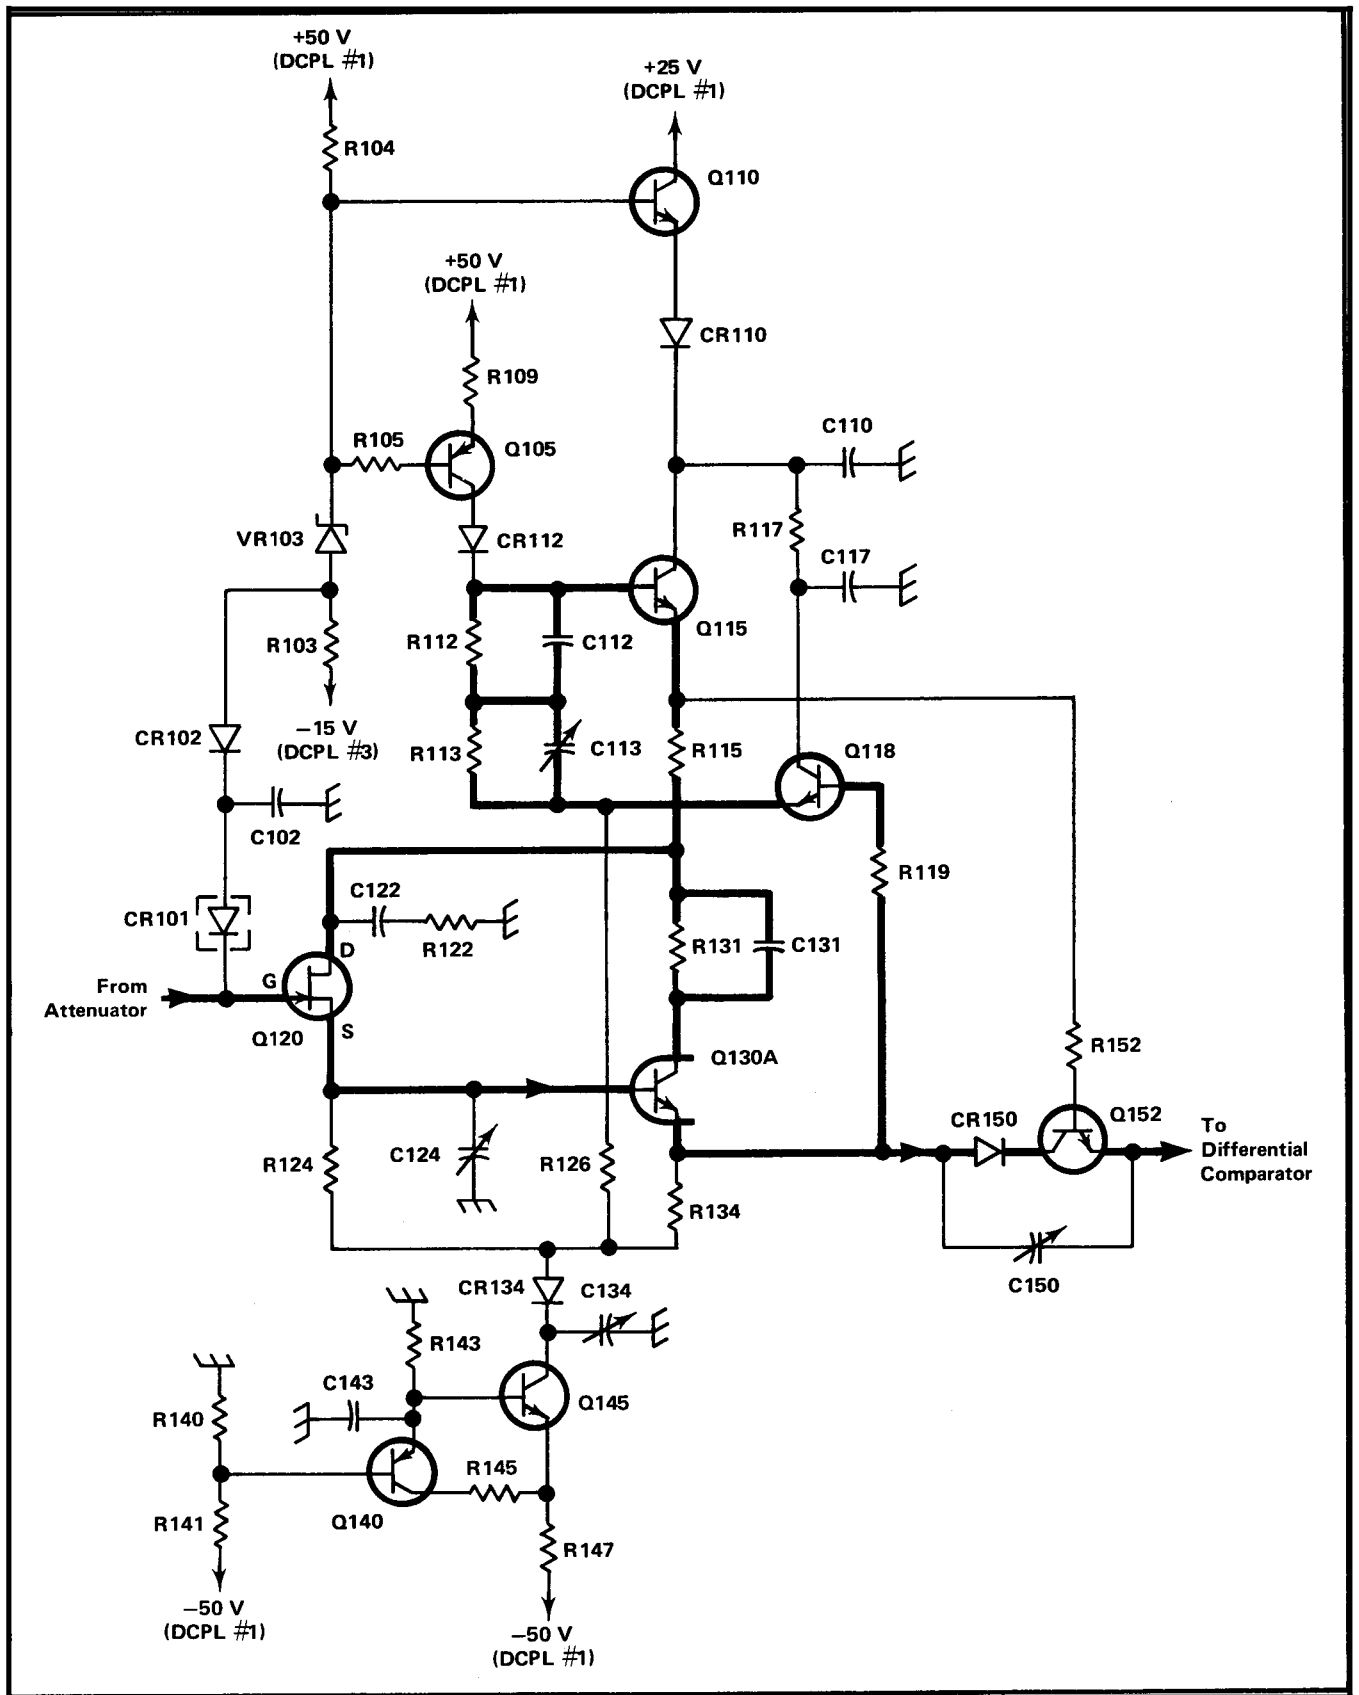 +50 V
(DCPL #1)
+25 V
(DCPL #1)
R104
Q110
+50 V
(DCPL #1)
CR110
R109
C110
R105
Q105
R117
VR103
CR112
C117
R103
R112
C112
Q115
−15 V
(DCPL #3)
CR102
R113
C113
R115
Q118
C102
R119
CR101
C122
R122
R131
C131
D
G
S
From
Attenuator
Q120
Q130A
R152
CR150
Q152
To
Differential
Comparator
R124
C124
R126
R134
C150
CR134
C134
R143
C143
Q145
R140
R145
R141
Q140
R147
−50 V
(DCPL #1)
−50 V
(DCPL #1)